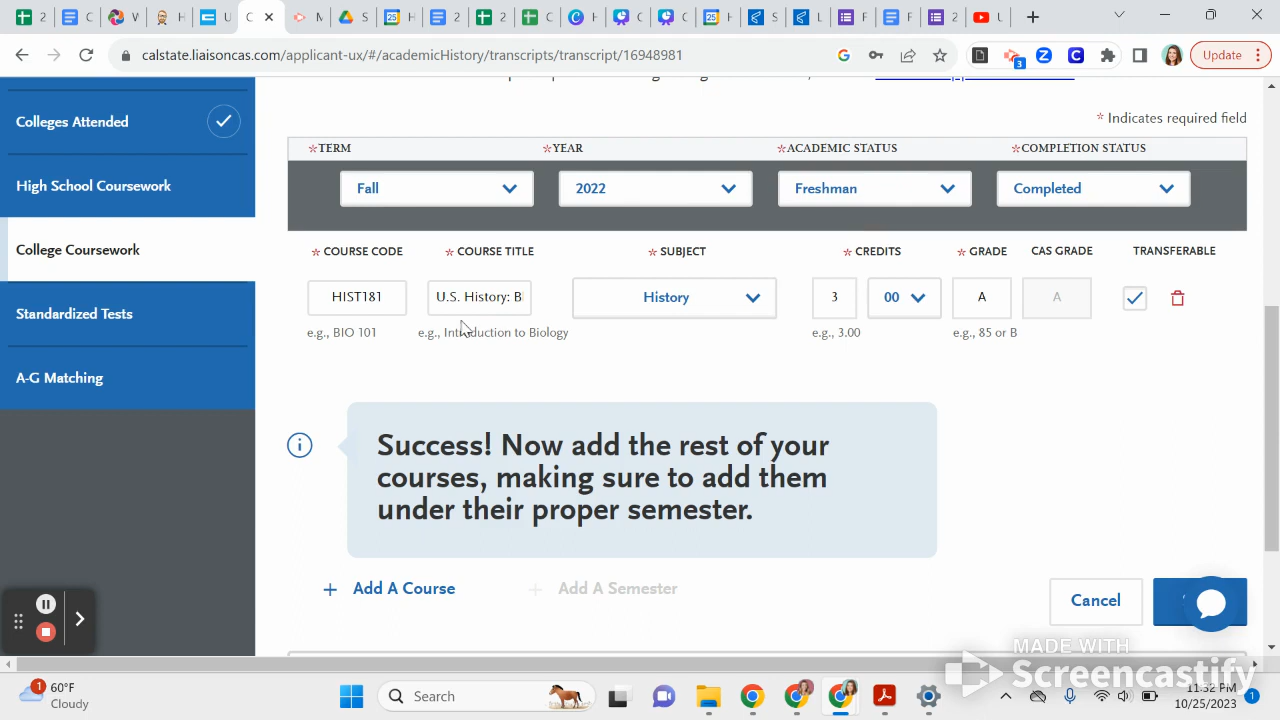 calstate.liaisoncas.com/applicant-ux/#/academicHistory/transcripts/transcript/16948981
Update
Colleges Attended
High School Coursework
College Coursework
Standardized Tests
A-G Matching
* Indicates required field
*TERM *YEAR *ACADEMIC STATUS *COMPLETION STATUS
Fall 2022 Freshman Completed
* COURSE CODE * COURSE TITLE * SUBJECT * CREDITS * GRADE CAS GRADE TRANSFERABLE
HIST181 U.S. History: B History 3 00 A A
e.g., BIO 101 e.g., Introduction to Biology e.g., 3.00 e.g., 85 or B
Success! Now add the rest of your
courses, making sure to add them
under their proper semester.
+ Add A Course + Add A Semester
Cancel
MADE WITH
Screencastify
60°F
Cloudy
Search
11:32 PM
10/25/2023